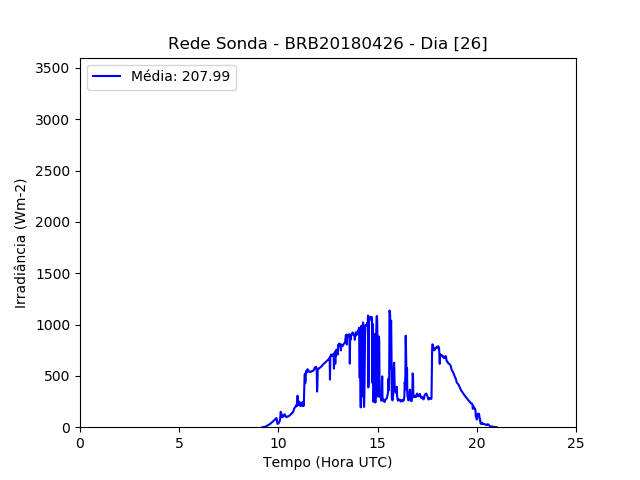 Rede Sonda - BRB20180426 - Dia [26]
Média: 207.99
3500
3000
2500
2000
1500
1000
500
0
Irradiância (Wm-2)
0 5 10 15 20 25
Tempo (Hora UTC)